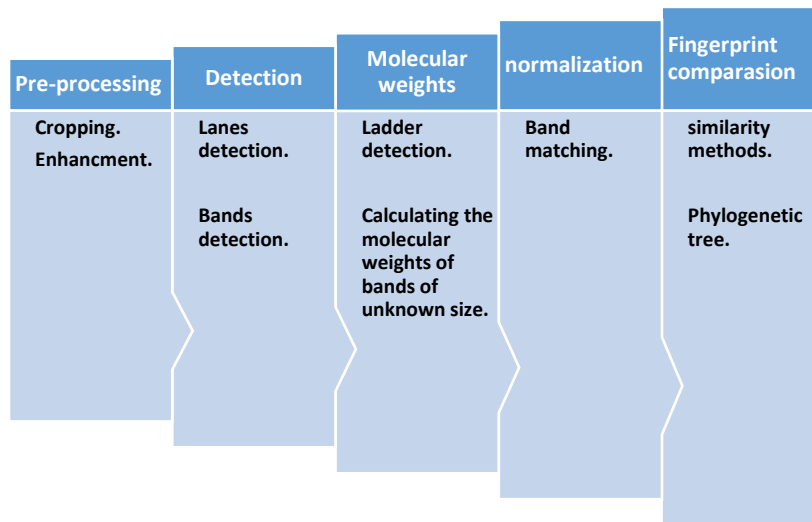 Pre-processing
Cropping.
Enhancment.
Detection
Lanes
detection.
Bands
detection.
Molecular
weights
Ladder
detection.
Calculating the
molecular
weights of
bands of
unknown size.
normalization
Band
matching.
Fingerprint
comparasion
similarity
methods.
Phylogenetic
tree.